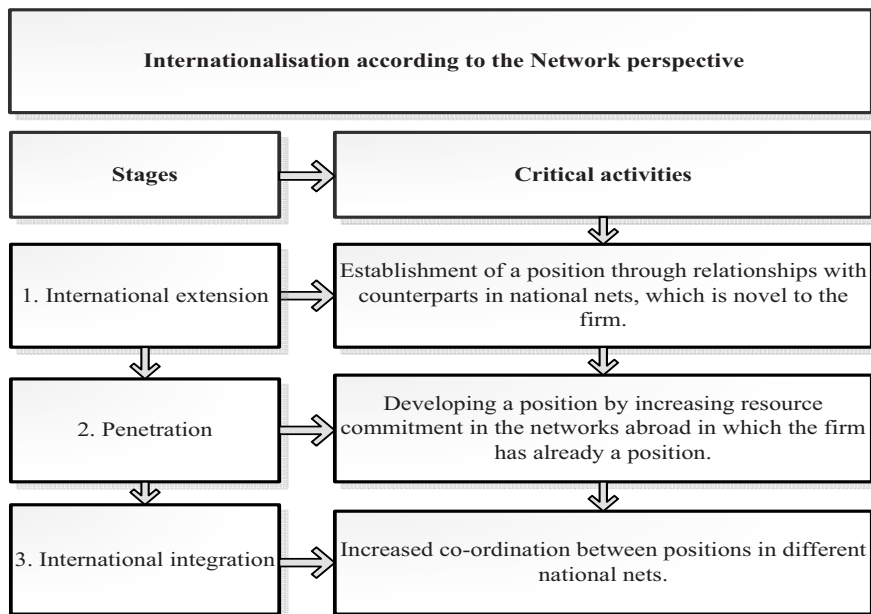 Internationalisation according to the Network perspective
Stages
Critical activities
1. International extension
Establishment of a position through relationships with
counterparts in national nets, which is novel to the
firm.
2. Penetration
Developing a position by increasing resource
commitment in the networks abroad in which the firm
has already a position.
3. International integration
Increased co-ordination between positions in different
national nets.